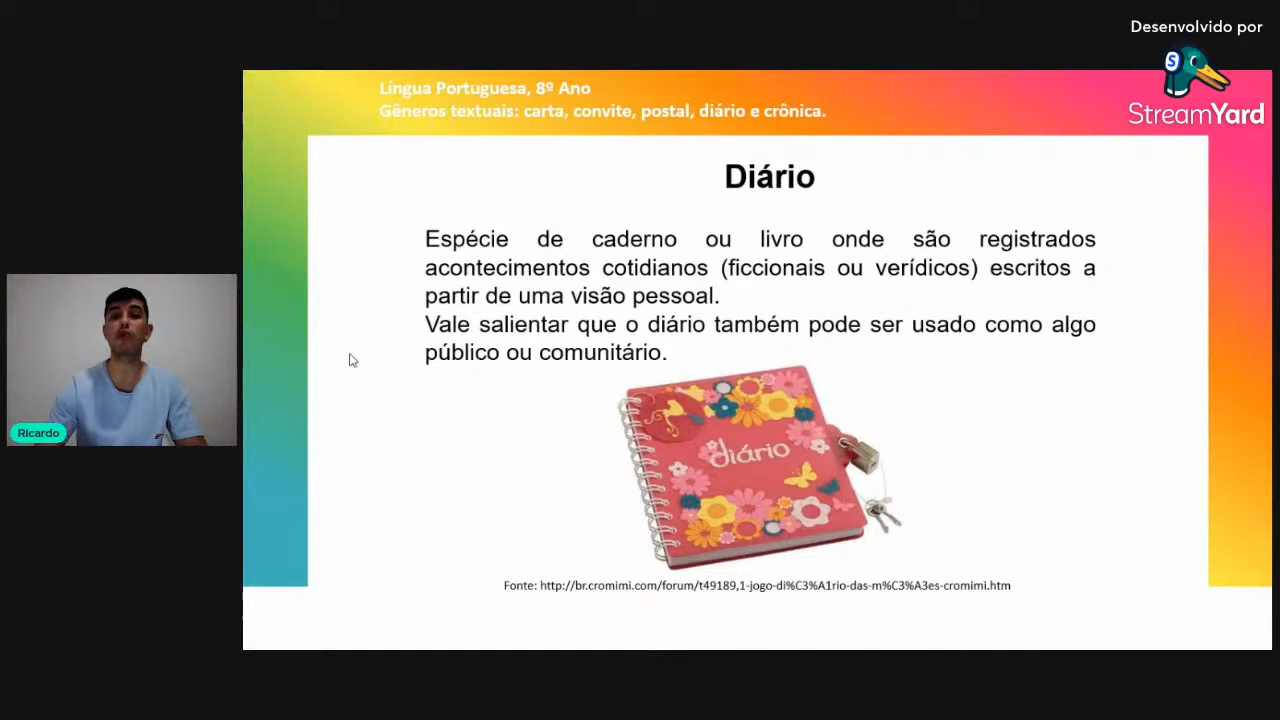 Desenvolvido por
StreamYard
Língua Portuguesa, 8º Ano
Gêneros textuais: carta, convite, postal, diário e crônica.
Diário
Espécie de caderno ou livro onde são registrados
acontecimentos cotidianos (ficcionais ou verídicos) escritos a
partir de uma visão pessoal.
Vale salientar que o diário também pode ser usado como algo
público ou comunitário.
diário
Ricardo
Fonte: http://br.cromimi.com/forum/t49189,1-jogo-di%C3%A1rio-das-m%C3%A3es-cromimi.htm